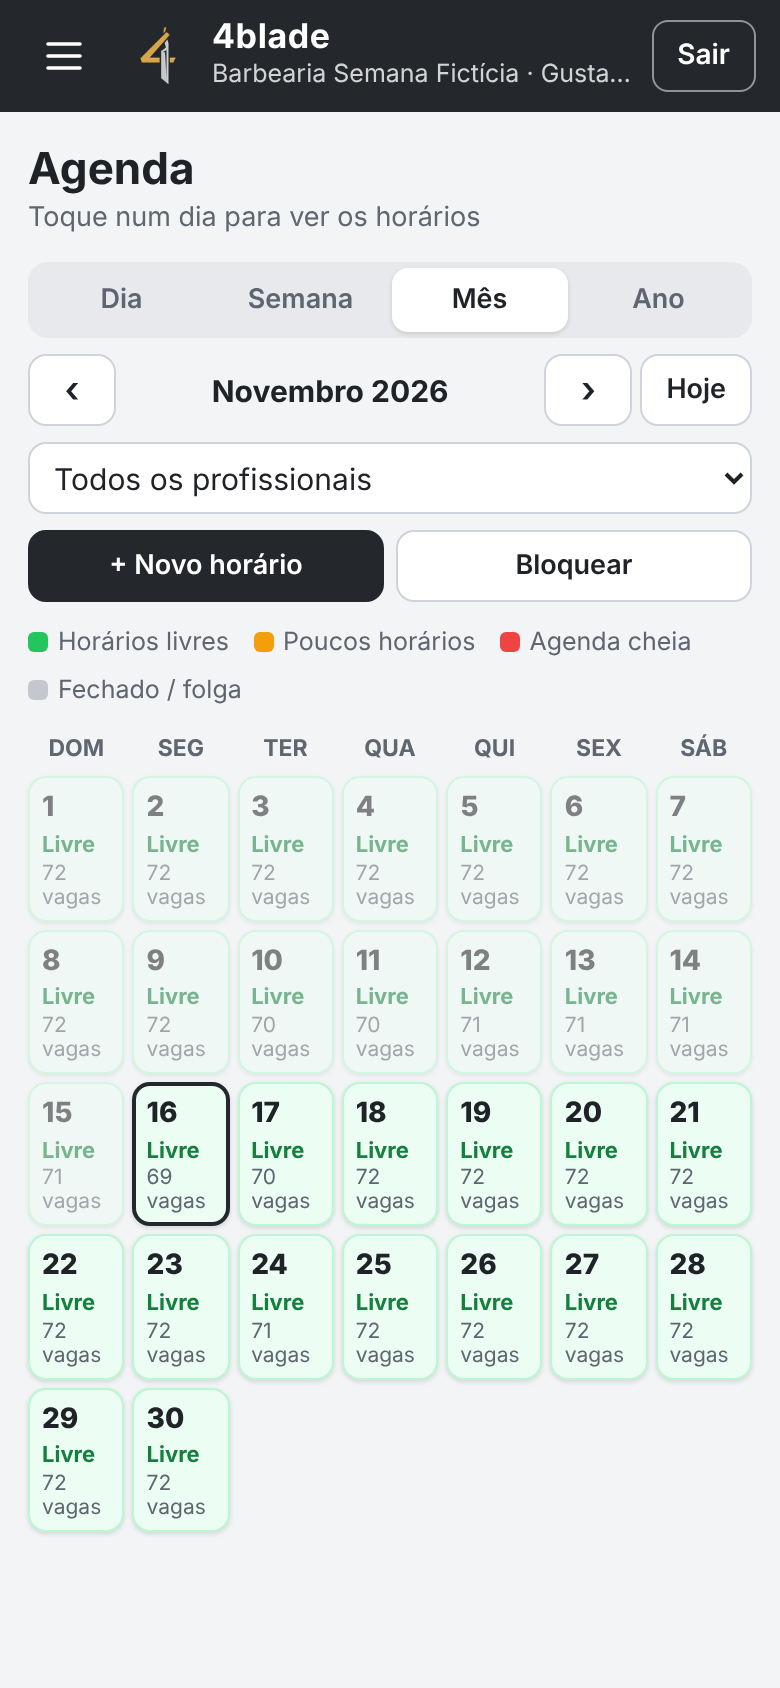 4blade
Barbearia Semana Fictícia · Gusta...
Sair
Agenda
Toque num dia para ver os horários
Dia Semana Mês Ano
‹ Novembro 2026 › Hoje
Todos os profissionais
+ Novo horário Bloquear
Horários livres Poucos horários Agenda cheia
Fechado / folga
DOM SEG TER QUA QUI SEX SÁB
1 2 3 4 5 6 7
Livre Livre Livre Livre Livre Livre Livre
72 72 72 72 72 72 72
vagas vagas vagas vagas vagas vagas vagas
8 9 10 11 12 13 14
Livre Livre Livre Livre Livre Livre Livre
72 72 70 70 71 71 71
vagas vagas vagas vagas vagas vagas vagas
15 16 17 18 19 20 21
Livre Livre Livre Livre Livre Livre Livre
71 69 70 72 72 72 72
vagas vagas vagas vagas vagas vagas vagas
22 23 24 25 26 27 28
Livre Livre Livre Livre Livre Livre Livre
72 72 71 72 72 72 72
vagas vagas vagas vagas vagas vagas vagas
29 30
Livre Livre
72 72
vagas vagas